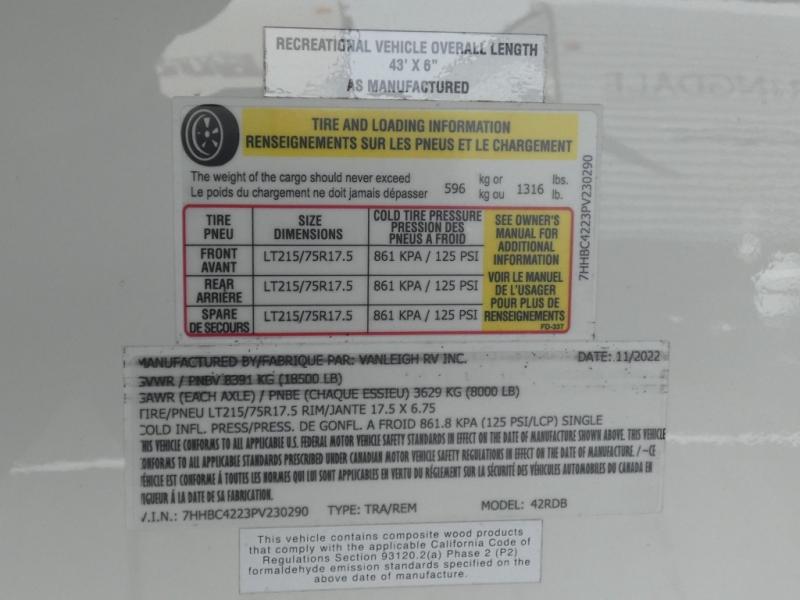 RECREATIONAL VEHICLE OVERALL LENGTH
43' X 6"
AS MANUFACTURED
TIRE AND LOADING INFORMATION
RENSEIGNEMENTS SUR LES PNEUS ET LE CHARGEMENT
The weight of the cargo should never exceed
Le poids du chargement ne doit jamais dépasser
596 kg or 1316 lbs.
kg ou lb.
TIRE SIZE COLD TIRE PRESSURE
PNEU DIMENSIONS PRESSION DES
PNEUS A FROID
FRONT LT215/75R17.5 861 KPA / 125 PSI
AVANT
REAR LT215/75R17.5 861 KPA / 125 PSI
ARRIÈRE
SPARE LT215/75R17.5 861 KPA / 125 PSI
DE SECOURS
SEE OWNER'S
MANUAL FOR
ADDITIONAL
INFORMATION
VOIR LE MANUEL
DE L'USAGER
POUR PLUS DE
RENSEIGNEMENTS
FD-337
7HHBC4223PV230290
MANUFACTURED BY/FABRIQUE PAR: VANLEIGH RV INC. DATE: 11/2022
GVWR / PNBV 8391 KG (18500 LB)
GAWR (EACH AXLE) / PNBE (CHAQUE ESSIEU) 3629 KG (8000 LB)
TIRE/PNEU LT215/75R17.5 RIM/JANTE 17.5 X 6.75
COLD INFL. PRESS/PRESS. DE GONFL. A FROID 861.8 KPA (125 PSI/LCP) SINGLE
THIS VEHICLE CONFORMS TO ALL APPLICABLE U.S. FEDERAL MOTOR VEHICLE SAFETY STANDARDS IN EFFECT ON THE DATE OF MANUFACTURE SHOWN ABOVE. THIS VEHICLE
CONFORMS TO ALL APPLICABLE STANDARDS PRESCRIBED UNDER CANADIAN MOTOR VEHICLE SAFETY REGULATIONS IN EFFECT ON THE DATE OF MANUFACTURE. / -CE
VÉHICLE EST CONFORME À TOUTES LES NORMES QUI LUI SONT APPLICABLES EN VERTU DU RÈGLEMENT SUR LA SÉCURITÉ DES VÉHICULES AUTOMOBILES DU CANADA EN
VIGUEUR À LA DATE DE SA FABRICATION.
V.I.N.: 7HHBC4223PV230290 TYPE: TRA/REM MODEL: 42RDB
This vehicle contains composite wood products
that comply with the applicable California Code of
Regulations Section 93120.2(a) Phase 2 (P2)
formaldehyde emission standards specified on the
above date of manufacture.